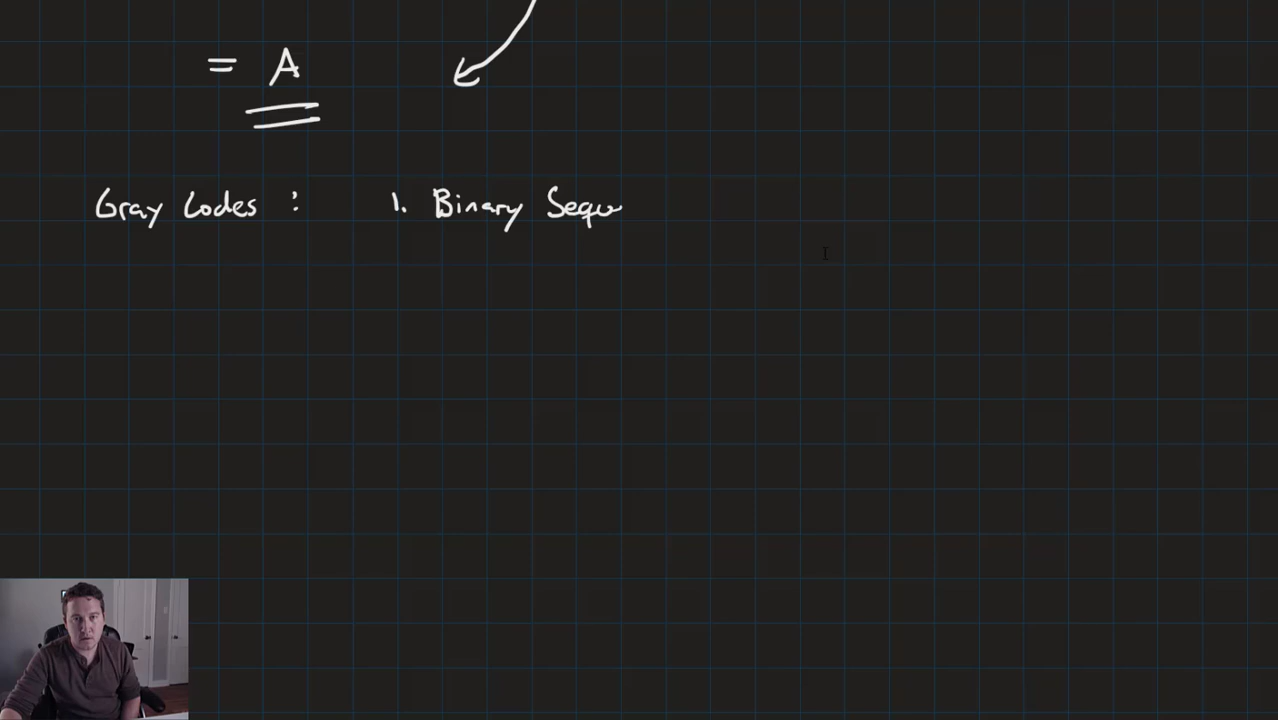 = A
Gray Codes : 1. Binary Sequ